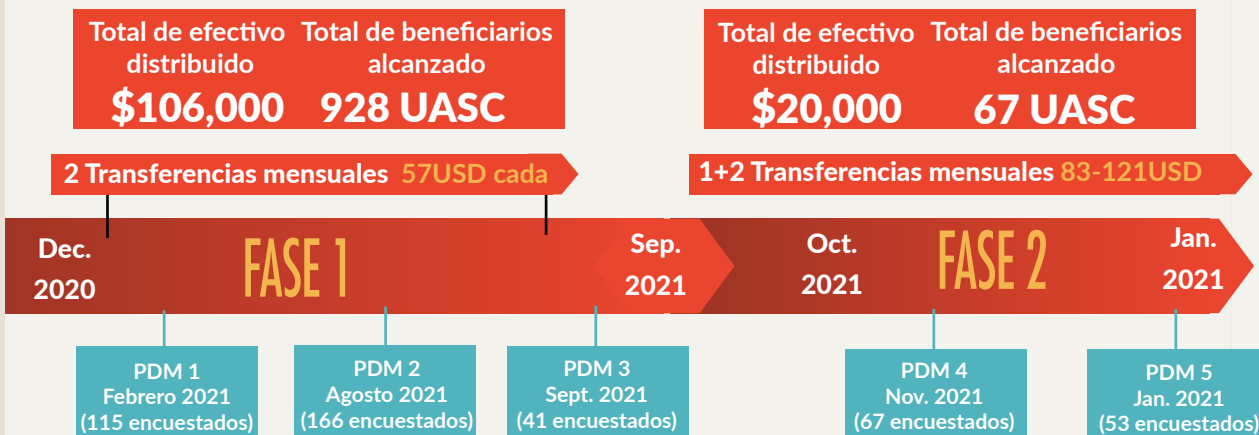 Total de efectivo distribuido
$106,000
Total de beneficiarios alcanzado
928 UASC
Total de efectivo distribuido
$20,000
Total de beneficiarios alcanzado
67 UASC
2 Transferencias mensuales 57USD cada
1+2 Transferencias mensuales 83-121USD
Dec.
2020
FASE 1
Sep.
2021
Oct.
2021
FASE 2
Jan.
2021
PDM 1
Febrero 2021
(115 encuestados)
PDM 2
Agosto 2021
(166 encuestados)
PDM 3
Sept. 2021
(41 encuestados)
PDM 4
Nov. 2021
(67 encuestados)
PDM 5
Jan. 2021
(53 encuestados)